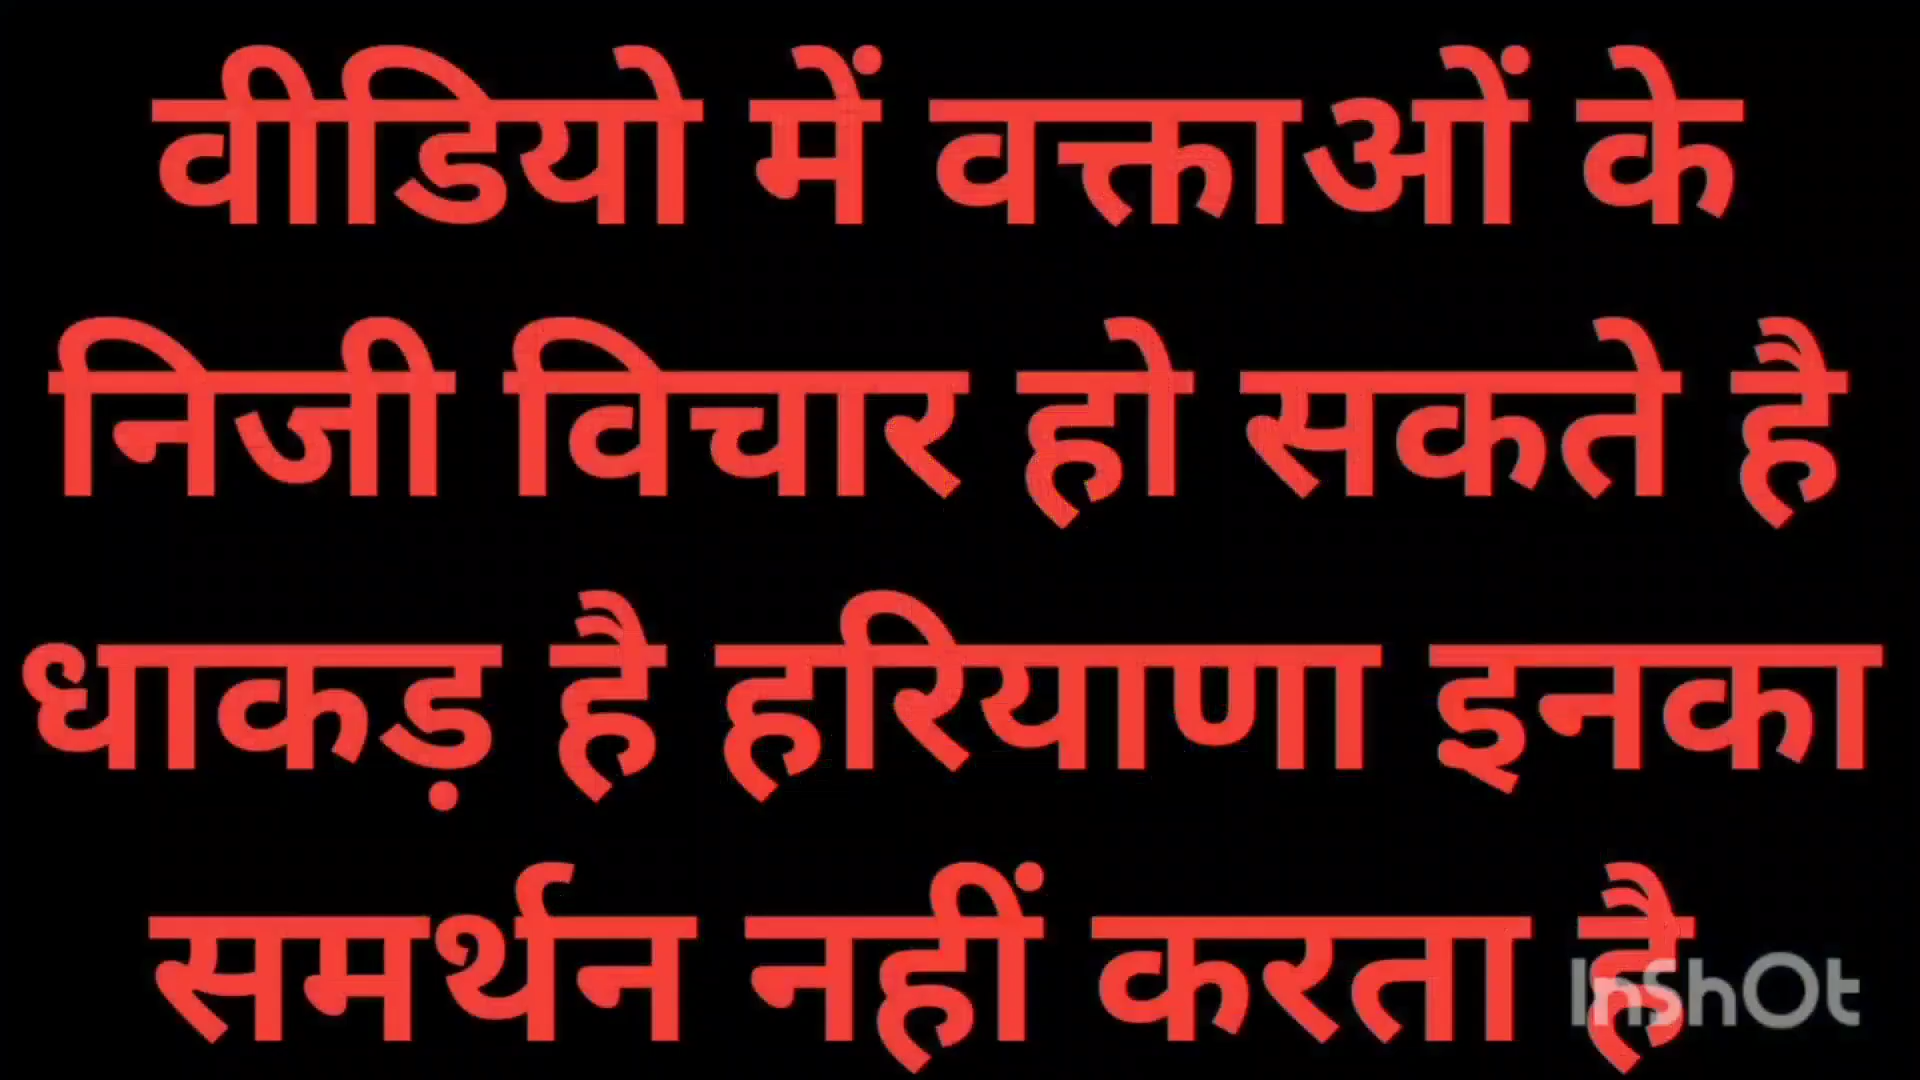 वीडियो में वक्ताओं के
निजी विचार हो सकते है
धाकड़ है हरियाणा इनका
समर्थन नहीं करता है
InShOt